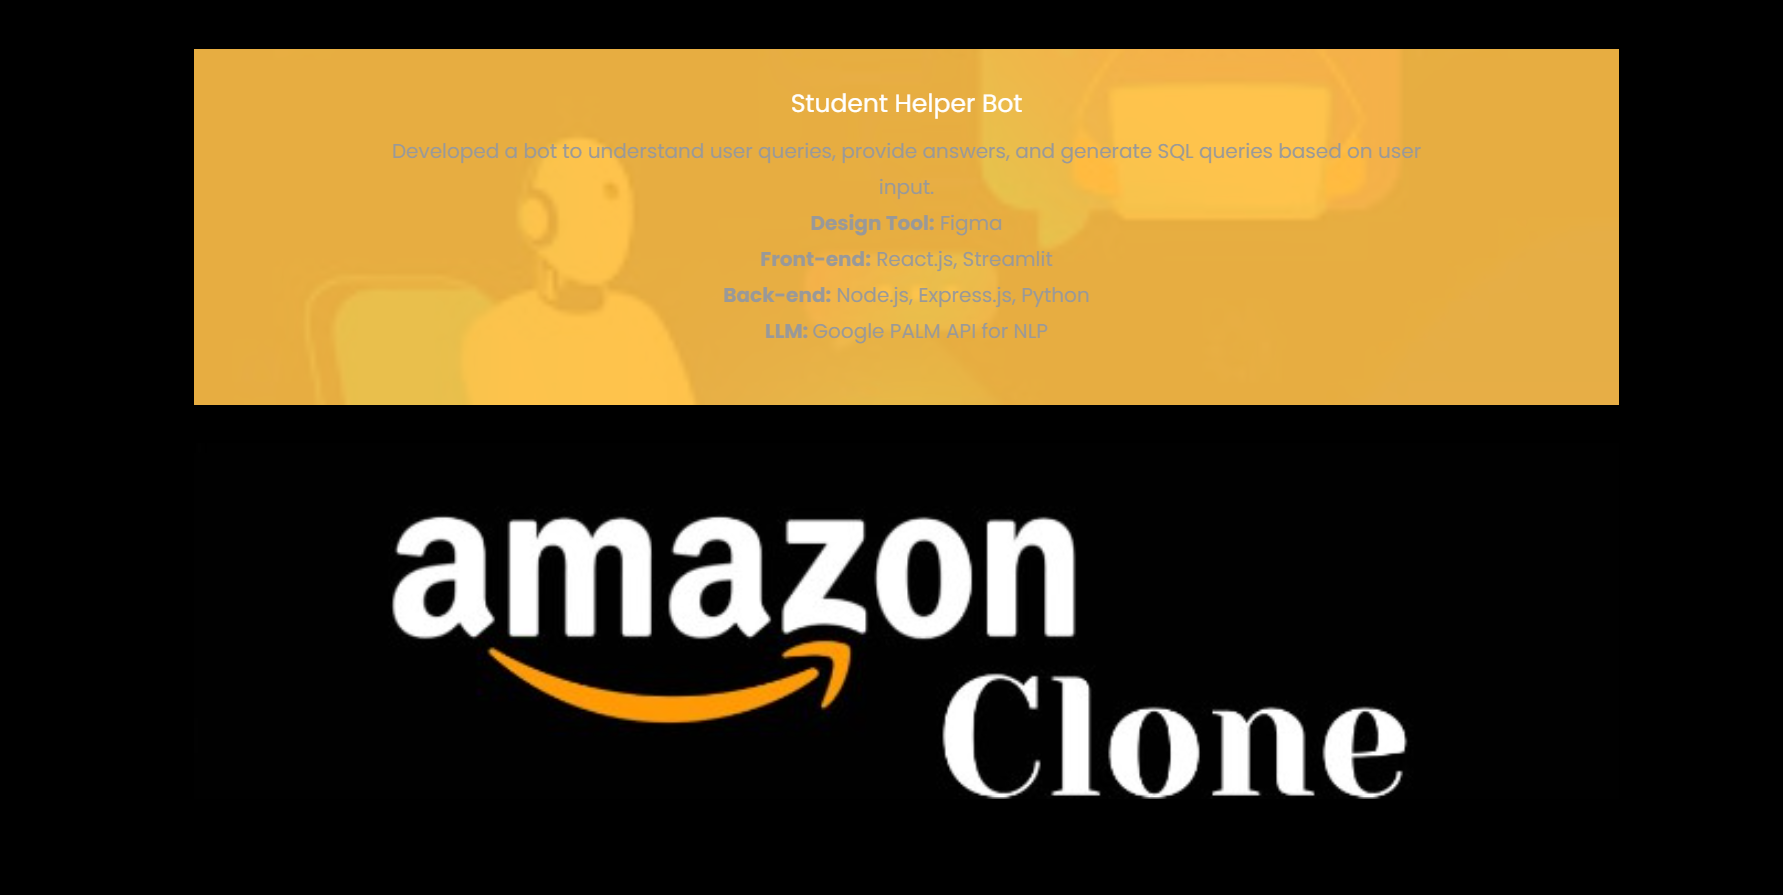 Student Helper Bot
Developed a bot to understand user queries, provide answers, and generate SQL queries based on user
input.
Design Tool: Figma
Front-end: React.js, Streamlit
Back-end: Node.js, Express.js, Python
LLM: Google PALM API for NLP
amazon
Clone